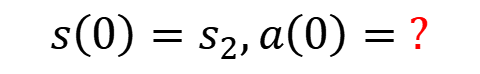 s(0) = s₂, a(0) = ?